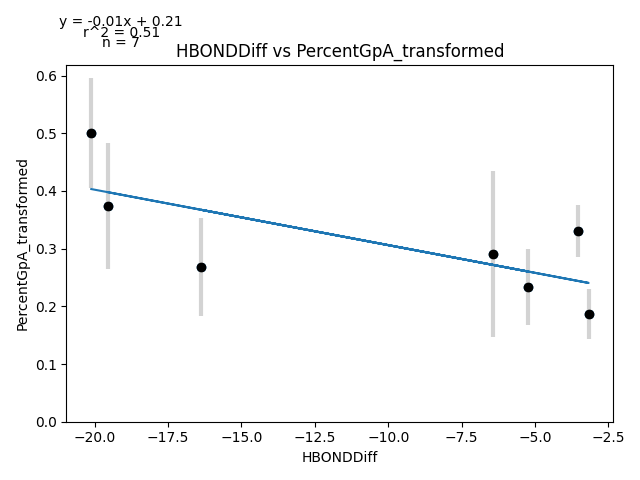 y = -0.01x + 0.21
r^2 = 0.51
n = 7
HBONDDiff vs PercentGpA_transformed
PercentGpA_transformed
0.6
0.5
0.4
0.3
0.2
0.1
0.0
−20.0 −17.5 −15.0 −12.5 −10.0 −7.5 −5.0 −2.5
HBONDDiff